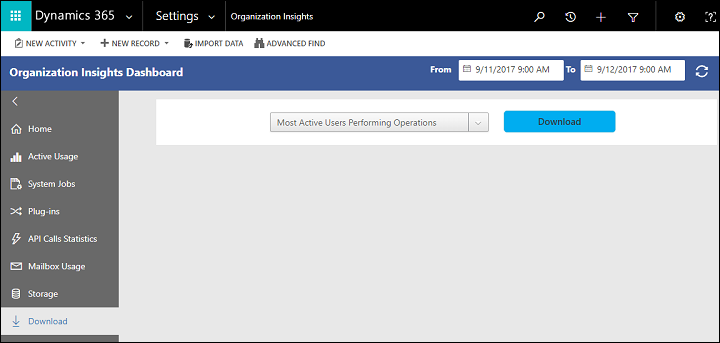 Dynamics 365 Settings Organization Insights
NEW ACTIVITY NEW RECORD IMPORT DATA ADVANCED FIND
Organization Insights Dashboard From 9/11/2017 9:00 AM To 9/12/2017 9:00 AM
Most Active Users Performing Operations Download
Home
Active Usage
System Jobs
Plug-ins
API Calls Statistics
Mailbox Usage
Storage
Download